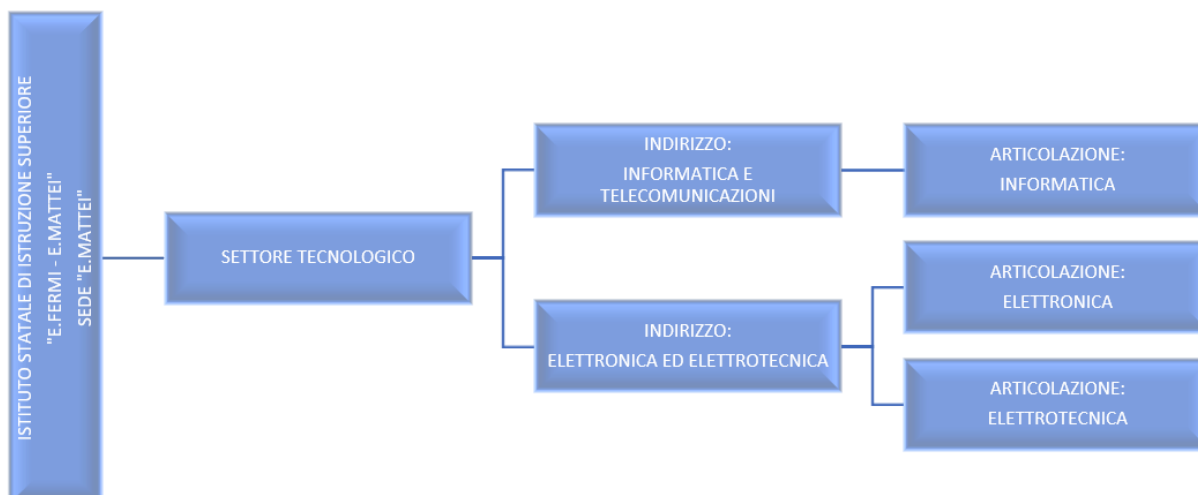 ISTITUTO STATALE DI ISTRUZIONE SUPERIORE
"E.FERMI - E.MATTEI"
SEDE "E.MATTEI"
SETTORE TECNOLOGICO
INDIRIZZO:
INFORMATICA E
TELECOMUNICAZIONI
ARTICOLAZIONE:
INFORMATICA
INDIRIZZO:
ELETTRONICA ED ELETTROTECNICA
ARTICOLAZIONE:
ELETTRONICA
ARTICOLAZIONE:
ELETTROTECNICA